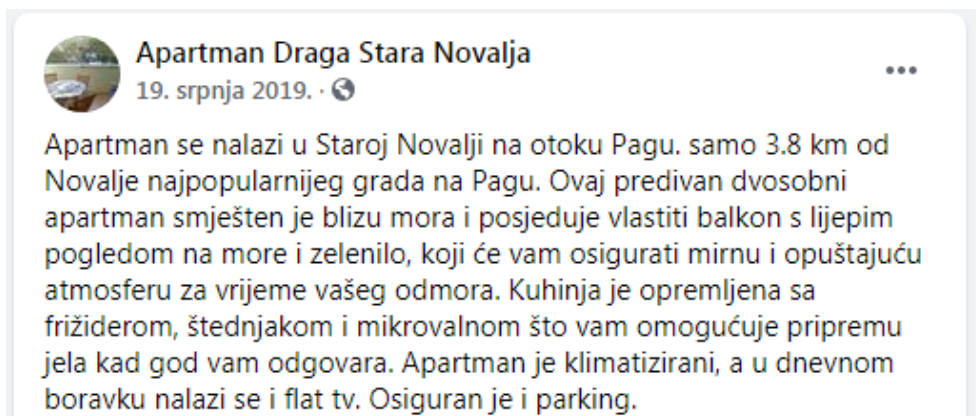 Apartman Draga Stara Novalja
19. srpnja 2019. ·
Apartman se nalazi u Staroj Novalji na otoku Pagu. samo 3.8 km od
Novalje najpopularnijeg grada na Pagu. Ovaj predivan dvosobni
apartman smješten je blizu mora i posjeduje vlastiti balkon s lijepim
pogledom na more i zelenilo, koji će vam osigurati mirnu i opuštajuću
atmosferu za vrijeme vašeg odmora. Kuhinja je opremljena sa
frižiderom, štednjakom i mikrovalnom što vam omogućuje pripremu
jela kad god vam odgovara. Apartman je klimatizirani, a u dnevnom
boravku nalazi se i flat tv. Osiguran je i parking.